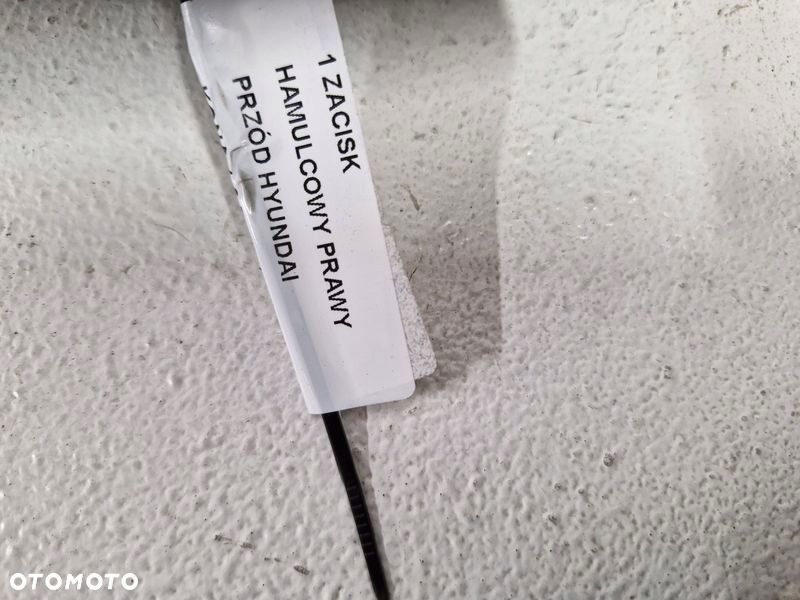 1 ZACISK
HAMULCOWY PRAWY
PRZÓD HYUNDAI
OTOMOTO